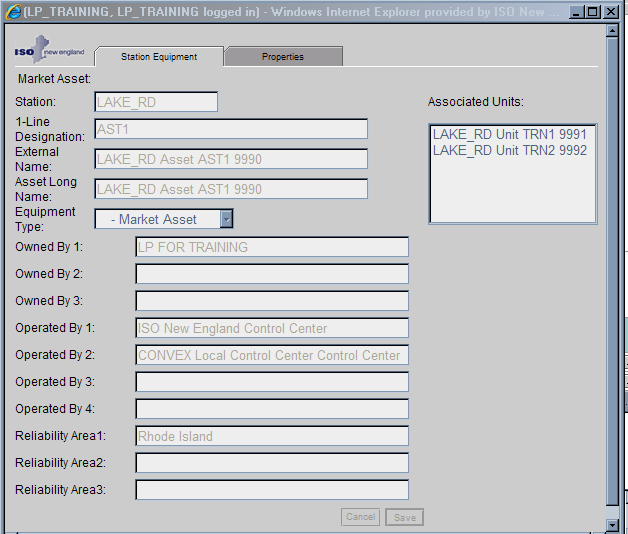 (LP_TRAINING, LP_TRAINING logged in) - Windows Internet Explorer provided by ISO New ...
ISO new england
Station Equipment
Properties
Market Asset:
Station:
LAKE_RD
Associated Units:
1-Line Designation:
AST1
LAKE_RD Unit TRN1 9991
LAKE_RD Unit TRN2 9992
External Name:
LAKE_RD Asset AST1 9990
Asset Long Name:
LAKE_RD Asset AST1 9990
Equipment Type:
- Market Asset
Owned By 1:
LP FOR TRAINING
Owned By 2:
Owned By 3:
Operated By 1:
ISO New England Control Center
Operated By 2:
CONVEX Local Control Center Control Center
Operated By 3:
Operated By 4:
Reliability Area1:
Rhode Island
Reliability Area2:
Reliability Area3:
Cancel
Save